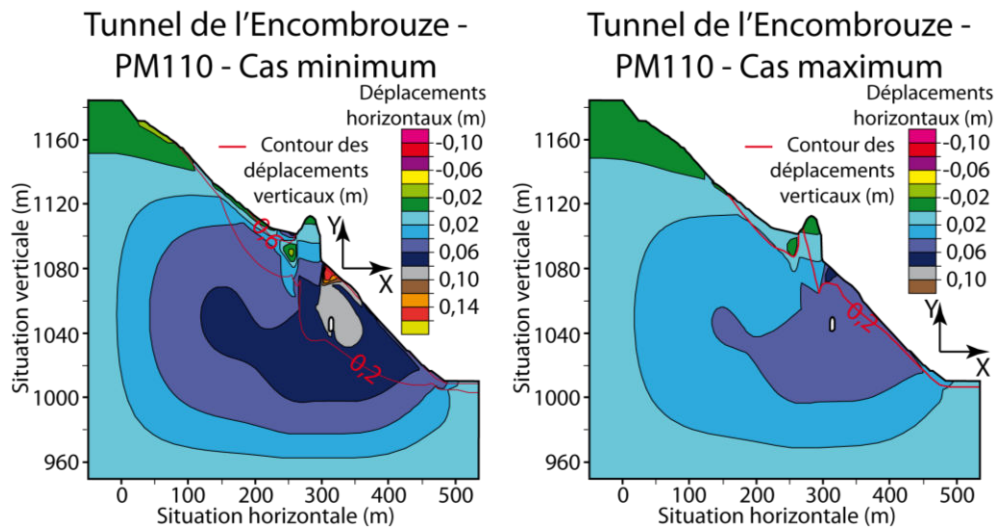 Tunnel de l'Encombrouze -
PM110 - Cas minimum
Déplacements
horizontaux (m)
Contour des
déplacements
verticaux (m)
-0,10
-0,06
-0,02
0,02
0,06
0,10
0,14
Y
X
0,2
Situation verticale (m)
1160
1120
1080
1040
1000
960
0 100 200 300 400 500
Situation horizontale (m)
Tunnel de l'Encombrouze -
PM110 - Cas maximum
Déplacements
horizontaux (m)
Contour des
déplacements
verticaux (m)
-0,10
-0,06
-0,02
0,02
0,06
0,10
Y
X
0,2
Situation verticale (m)
1160
1120
1080
1040
1000
960
0 100 200 300 400 500
Situation horizontale (m)